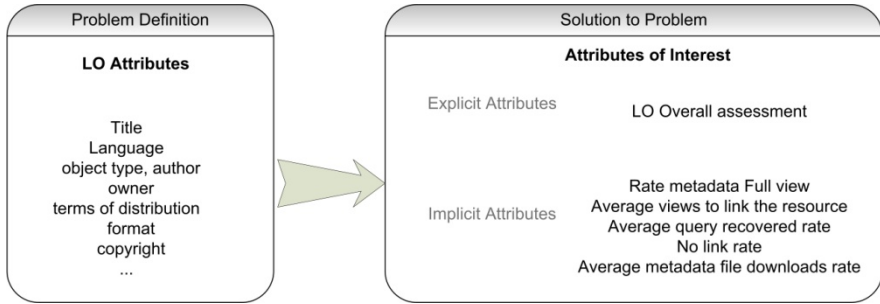 Problem Definition
LO Attributes
Title
Language
object type, author
owner
terms of distribution
format
copyright
...
Solution to Problem
Attributes of Interest
Explicit Attributes
LO Overall assessment
Implicit Attributes
Rate metadata Full view
Average views to link the resource
Average query recovered rate
No link rate
Average metadata file downloads rate